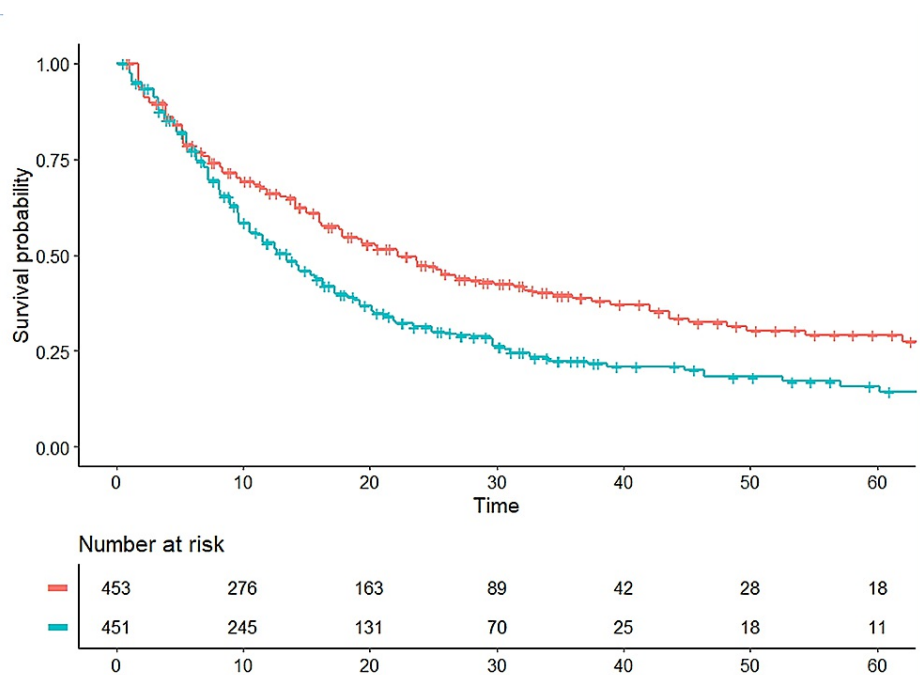 Survival probability
1.00
0.75
0.50
0.25
0.00
0 10 20 30 40 50 60
Time
Number at risk
453 276 163 89 42 28 18
451 245 131 70 25 18 11
0 10 20 30 40 50 60